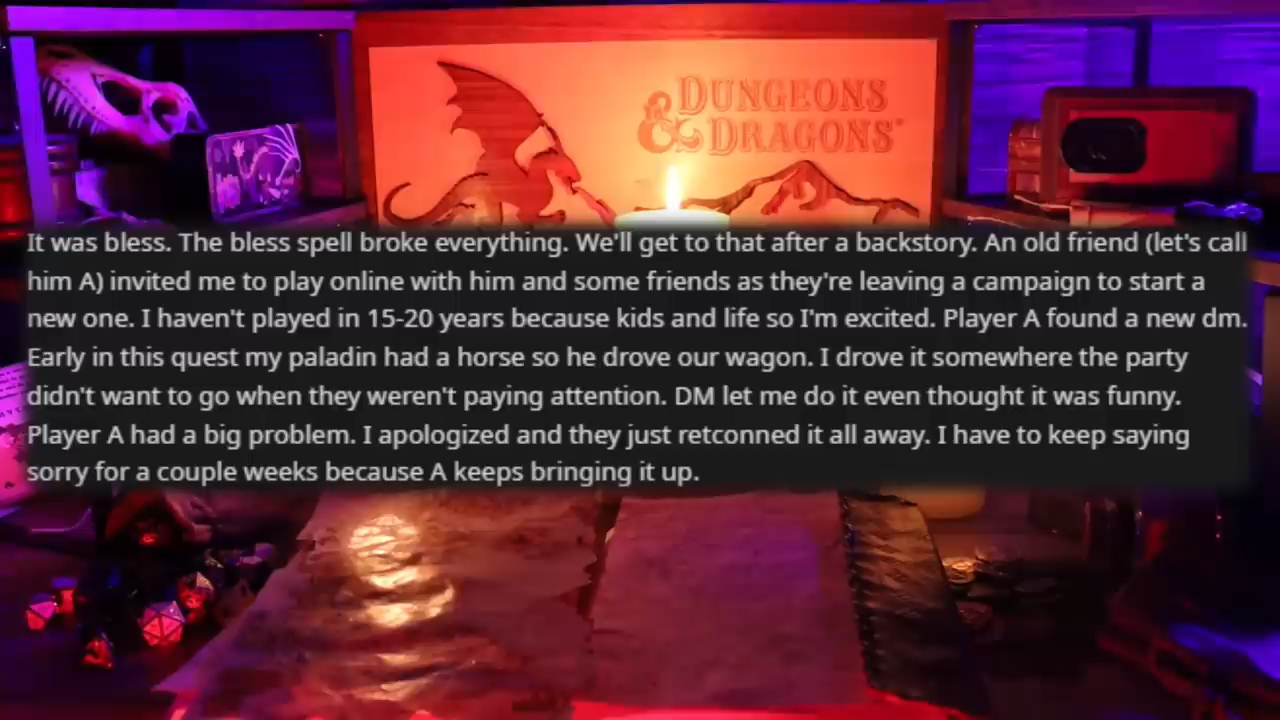 DUNGEONS
& DRAGONS
It was bless. The bless spell broke everything. We'll get to that after a backstory. An old friend (let's call
him A) invited me to play online with him and some friends as they're leaving a campaign to start a
new one. I haven't played in 15-20 years because kids and life so I'm excited. Player A found a new dm.
Early in this quest my paladin had a horse so he drove our wagon. I drove it somewhere the party
didn't want to go when they weren't paying attention. DM let me do it even thought it was funny.
Player A had a big problem. I apologized and they just retconned it all away. I have to keep saying
sorry for a couple weeks because A keeps bringing it up.